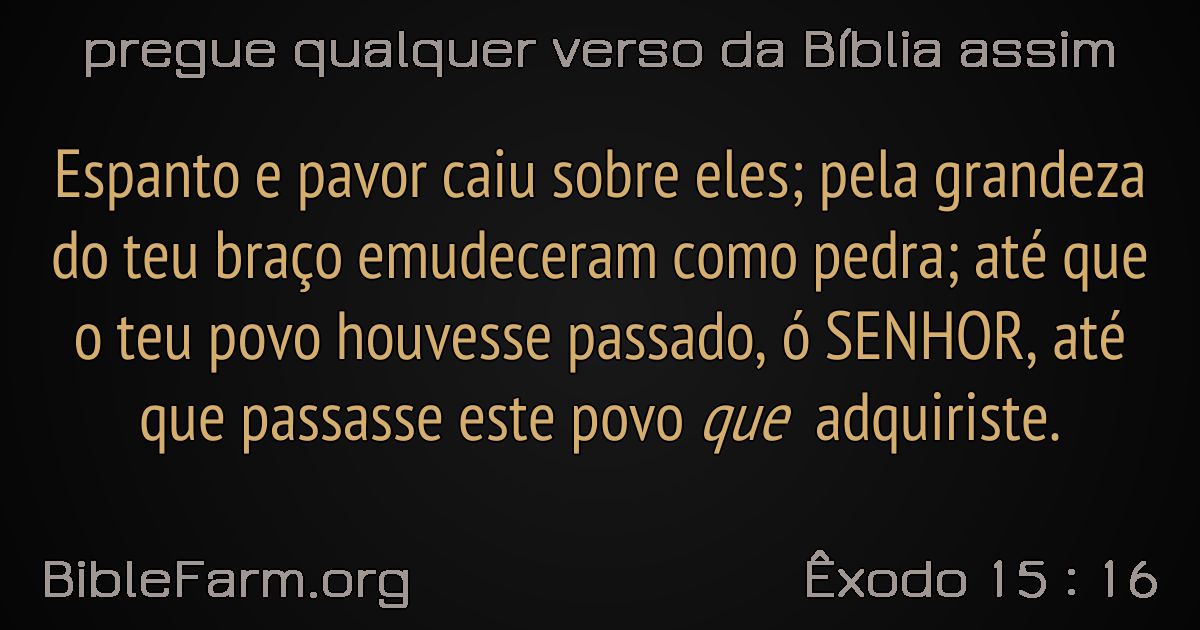 pregue qualquer verso da Bíblia assim
Espanto e pavor caiu sobre eles; pela grandeza
do teu braço emudeceram como pedra; até que
o teu povo houvesse passado, ó SENHOR, até
que passasse este povo que adquiriste.
BibleFarm.org
Êxodo 15 : 16